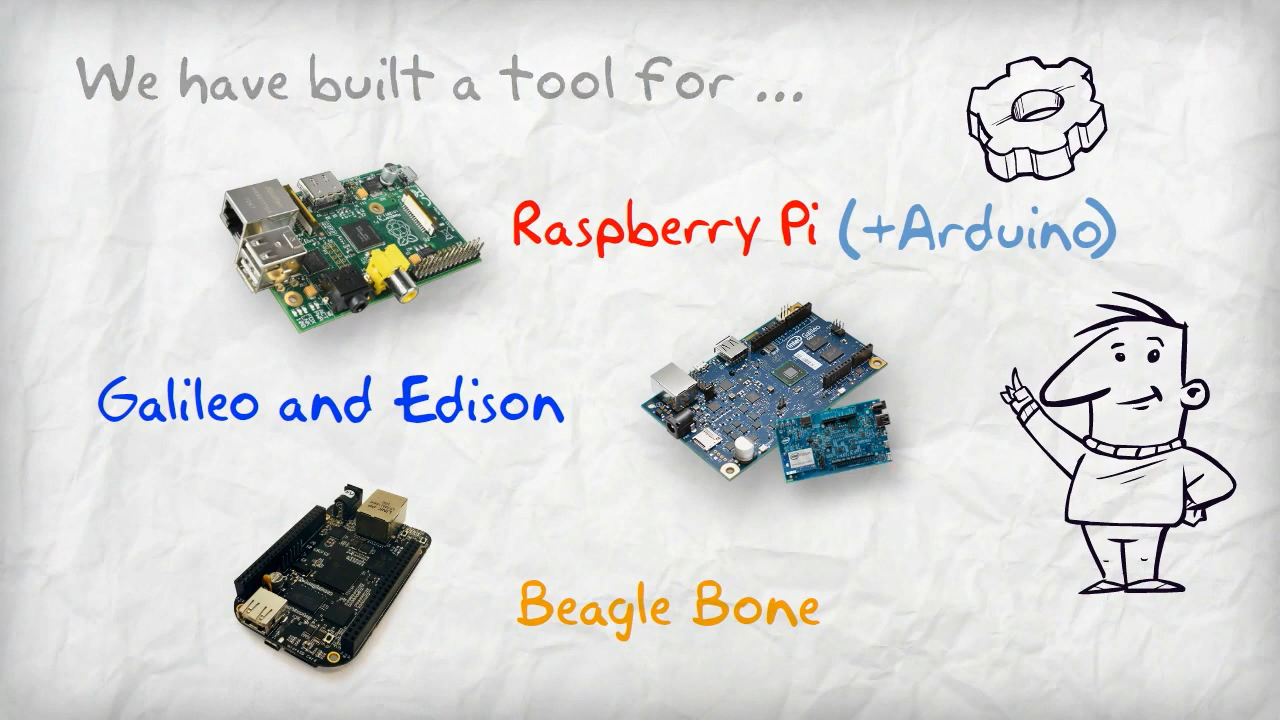 We have built a tool for ...
Raspberry Pi (+Arduino)
Galileo and Edison
Beagle Bone